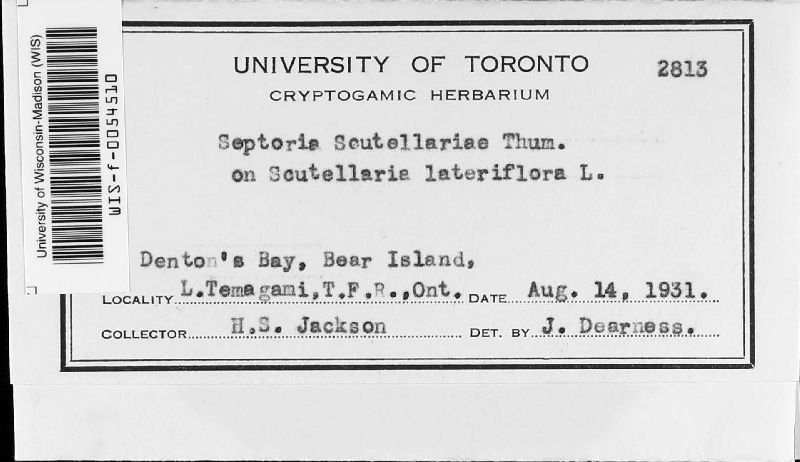 UNIVERSITY OF TORONTO 2813
CRYPTOGAMIC HERBARIUM
Septoria Scutellariae Thum.
on Scutellaria lateriflora L.
Denton's Bay, Bear Island,
LOCALITY L.Temagami,T.F.R.,Ont. DATE Aug. 14, 1931.
COLLECTOR H.S. Jackson DET. BY J. Dearness.
University of Wisconsin-Madison (WIS)
WIS-f-0054510